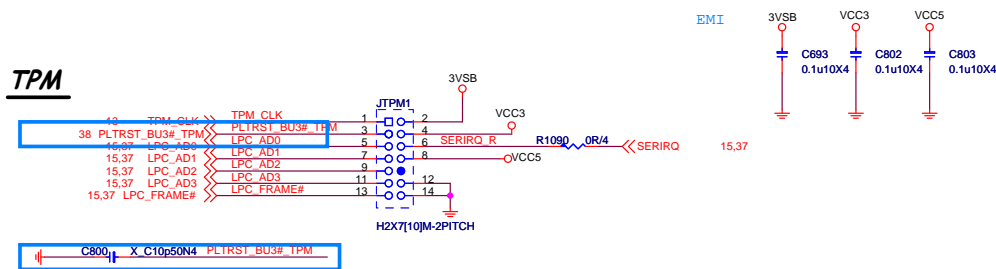 EMI
3VSB VCC3 VCC5
C693 C802 C803
0.1u10X4 0.1u10X4 0.1u10X4
TPM
3VSB
JTPM1
VCC3
13 TPM_CLK TPM_CLK 1 2
38 PLTRST_BU3#_TPM PLTRST_BU3#_TPM 3 4
15,37 LPC_AD0 LPC_AD0 5 6 SERIRQ_R R1090 0R/4 SERIRQ 15,37
15,37 LPC_AD1 LPC_AD1 7 8 VCC5
15,37 LPC_AD2 LPC_AD2 9
15,37 LPC_AD3 LPC_AD3 11 12
15,37 LPC_FRAME# LPC_FRAME# 13 14
H2X7[10]M-2PITCH
C800 X_C10p50N4 PLTRST_BU3#_TPM